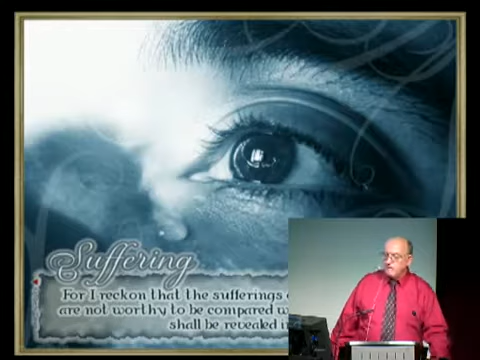 Suffering
For I reckon that the sufferings
are not worthy to be compared
shall be revealed